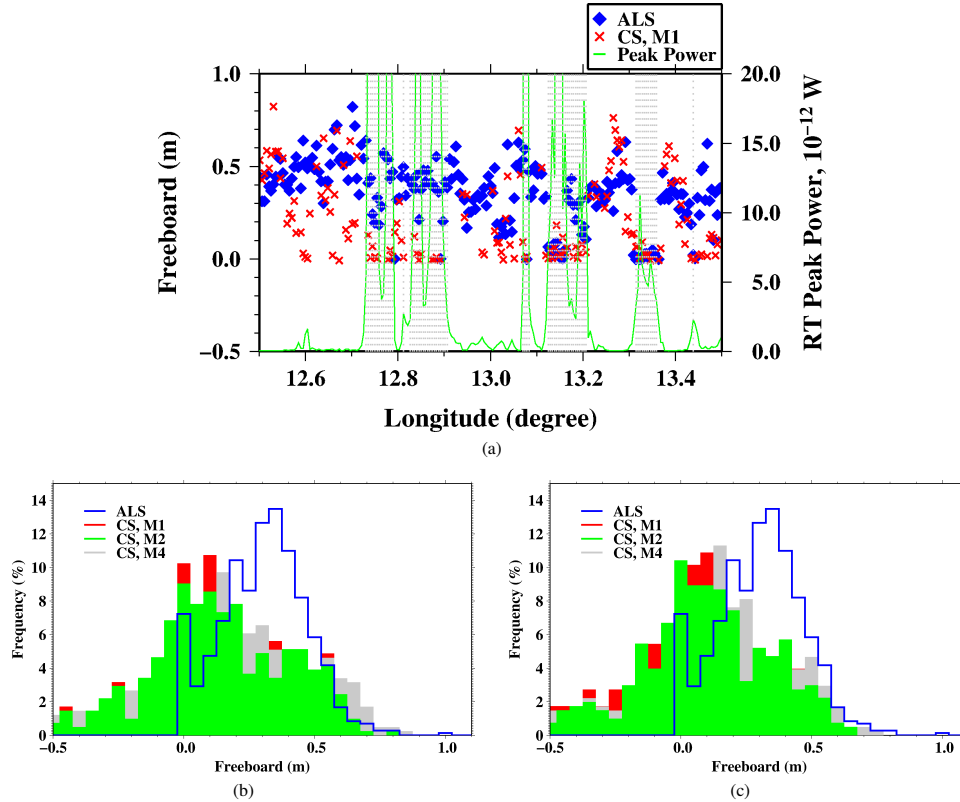 ALS
CS, M1
Peak Power
1.0
0.5
0.0
−0.5
Freeboard (m)
20.0
15.0
10.0
5.0
0.0
RT Peak Power, 10⁻¹² W
12.6 12.8 13.0 13.2 13.4
Longitude (degree)
(a)
14
12
10
8
6
4
2
0
Frequency (%)
ALS
CS, M1
CS, M2
CS, M4
−0.5 0.0 0.5 1.0
Freeboard (m)
(b)
14
12
10
8
6
4
2
0
Frequency (%)
ALS
CS, M1
CS, M2
CS, M4
−0.5 0.0 0.5 1.0
Freeboard (m)
(c)